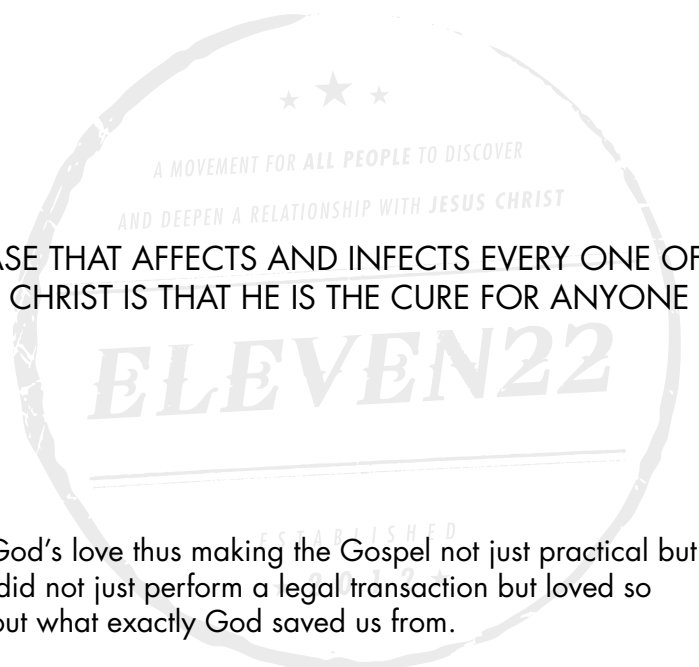 A MOVEMENT FOR ALL PEOPLE TO DISCOVER
AND DEEPEN A RELATIONSHIP WITH JESUS CHRIST
ASE THAT AFFECTS AND INFECTS EVERY ONE OF
CHRIST IS THAT HE IS THE CURE FOR ANYONE
ELEVEN22
ESTABLISHED
God's love thus making the Gospel not just practical but
2012
did not just perform a legal transaction but loved so
out what exactly God saved us from.